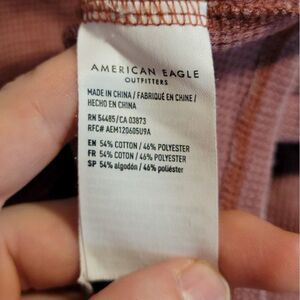 AMERICAN EAGLE
OUTFITTERS
MADE IN CHINA / FABRIQUÉ EN CHINE /
HECHO EN CHINA
RN 54485/CA 03873
RFC# AEM120605U9A
EN 54% COTTON / 46% POLYESTER
FR 54% COTON / 46% POLYESTER
SP 54% algodón / 46% poliéster